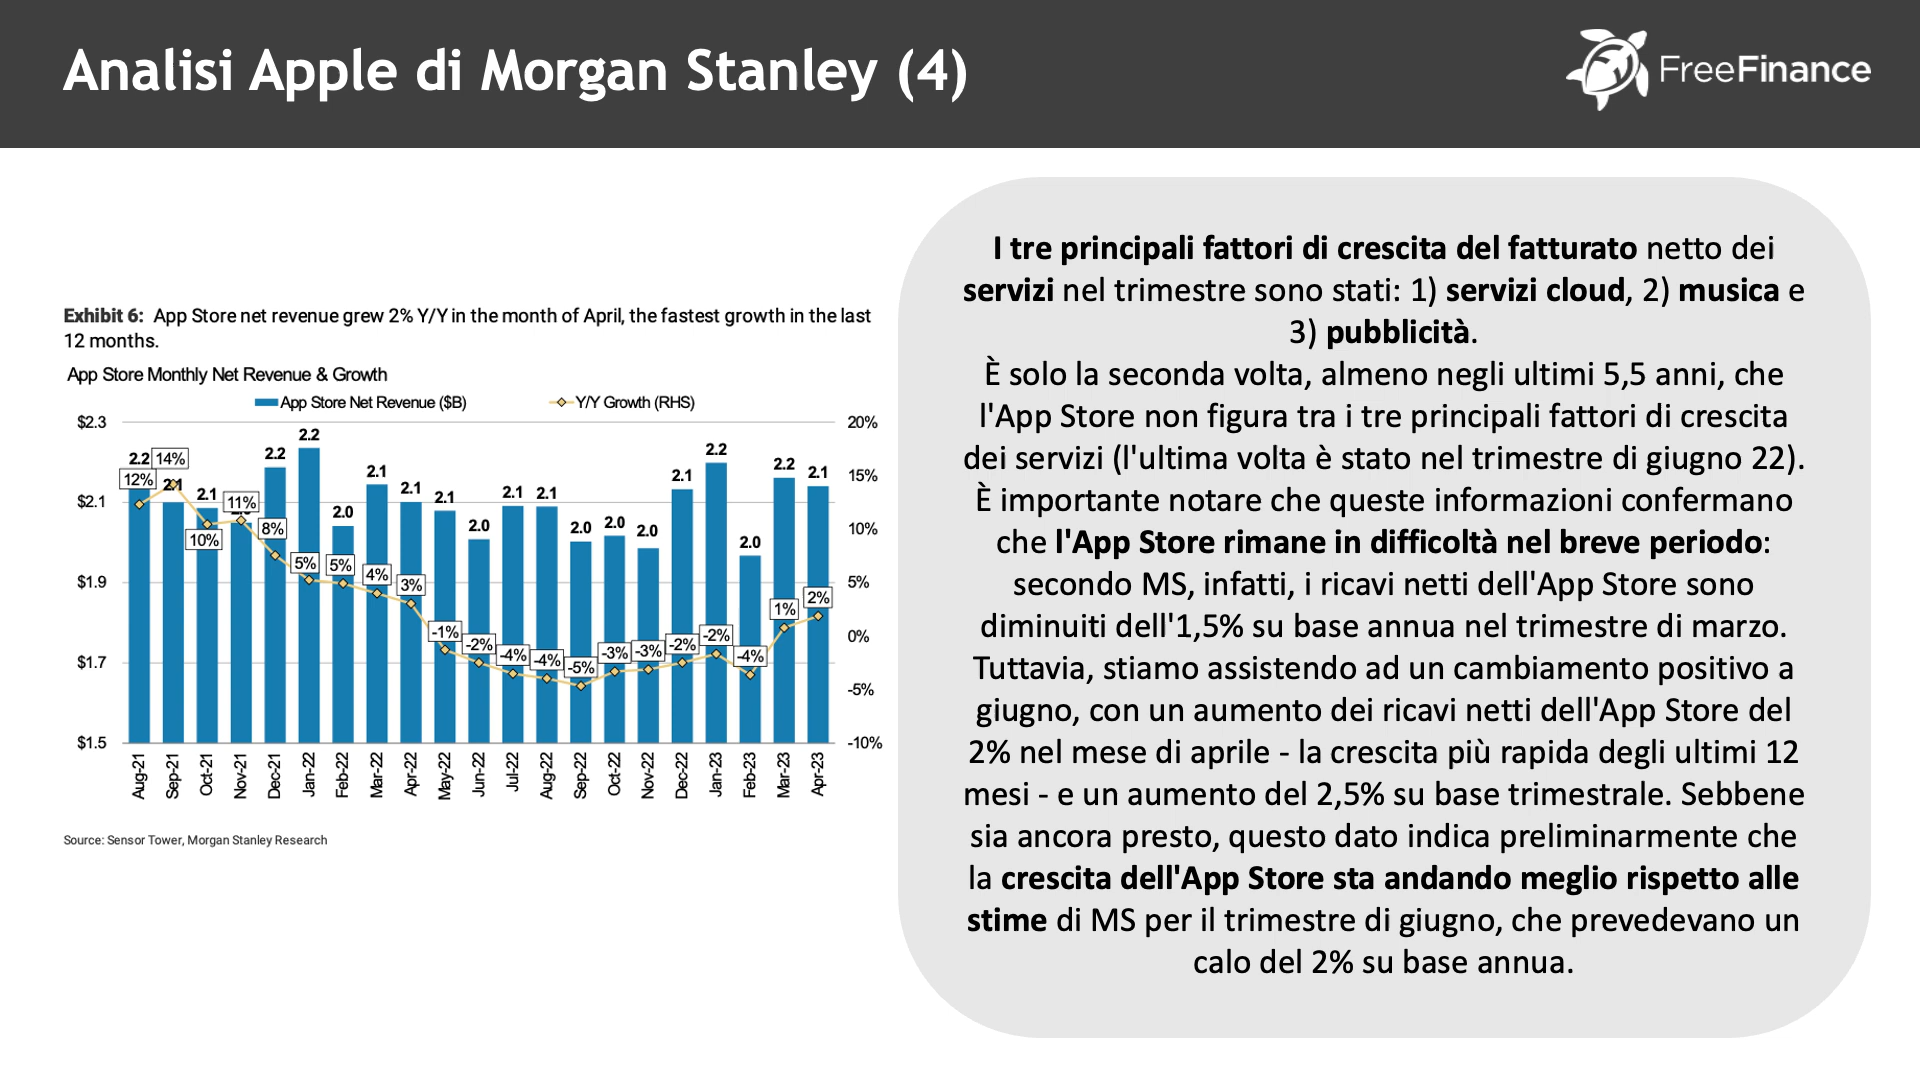 Analisi Apple di Morgan Stanley (4)
FreeFinance
Exhibit 6: App Store net revenue grew 2% Y/Y in the month of April, the fastest growth in the last
12 months.
App Store Monthly Net Revenue & Growth
App Store Net Revenue ($B)
Y/Y Growth (RHS)
$2.3
$2.1
$1.9
$1.7
$1.5
20%
15%
10%
5%
0%
-5%
-10%
2.2
2.1
2.1
2.2
2.2
2.0
2.1
2.1
2.1
2.0
2.1
2.1
2.0
2.0
2.0
2.1
2.2
2.0
2.2
2.1
12%
14%
10%
11%
8%
5%
5%
4%
3%
-1%
-2%
-4%
-4%
-5%
-3%
-3%
-2%
-2%
-4%
1%
2%
Aug-21
Sep-21
Oct-21
Nov-21
Dec-21
Jan-22
Feb-22
Mar-22
Apr-22
May-22
Jun-22
Jul-22
Aug-22
Sep-22
Oct-22
Nov-22
Dec-22
Jan-23
Feb-23
Mar-23
Apr-23
Source: Sensor Tower, Morgan Stanley Research
I tre principali fattori di crescita del fatturato netto dei
servizi nel trimestre sono stati: 1) servizi cloud, 2) musica e
3) pubblicità.
È solo la seconda volta, almeno negli ultimi 5,5 anni, che
l'App Store non figura tra i tre principali fattori di crescita
dei servizi (l'ultima volta è stato nel trimestre di giugno 22).
È importante notare che queste informazioni confermano
che l'App Store rimane in difficoltà nel breve periodo:
secondo MS, infatti, i ricavi netti dell'App Store sono
diminuiti dell'1,5% su base annua nel trimestre di marzo.
Tuttavia, stiamo assistendo ad un cambiamento positivo a
giugno, con un aumento dei ricavi netti dell'App Store del
2% nel mese di aprile - la crescita più rapida degli ultimi 12
mesi - e un aumento del 2,5% su base trimestrale. Sebbene
sia ancora presto, questo dato indica preliminarmente che
la crescita dell'App Store sta andando meglio rispetto alle
stime di MS per il trimestre di giugno, che prevedevano un
calo del 2% su base annua.